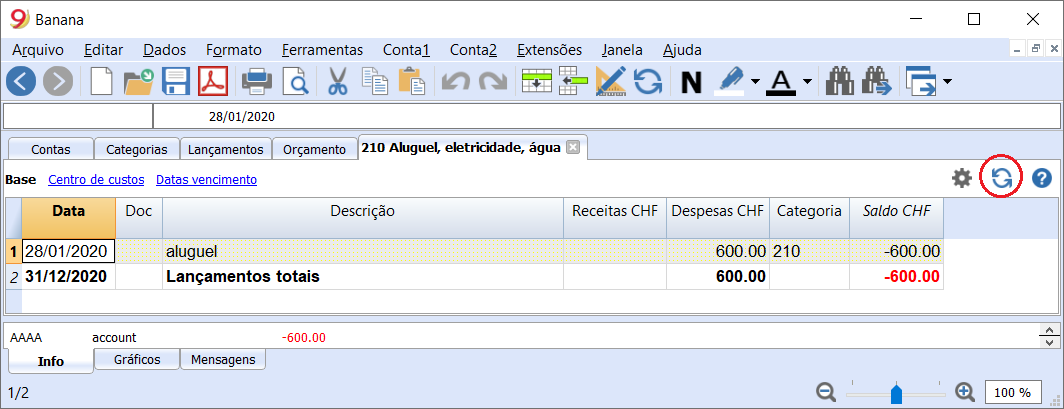 9 Banana
Arquivo Editar Dados Formato Ferramentas Conta1 Conta2 Extensões Janela Ajuda
N A
28/01/2020
Contas Categorias Lançamentos Orçamento 210 Aluguel, eletricidade, água
Base Centro de custos Datas vencimento ?
Data Doc Descrição Receitas CHF Despesas CHF Categoria Saldo CHF
1 28/01/2020 aluguel 600.00 210 -600.00
2 31/12/2020 Lançamentos totais 600.00 -600.00
AAAA account -600.00
Info Gráficos Mensagens
1/2 100 %